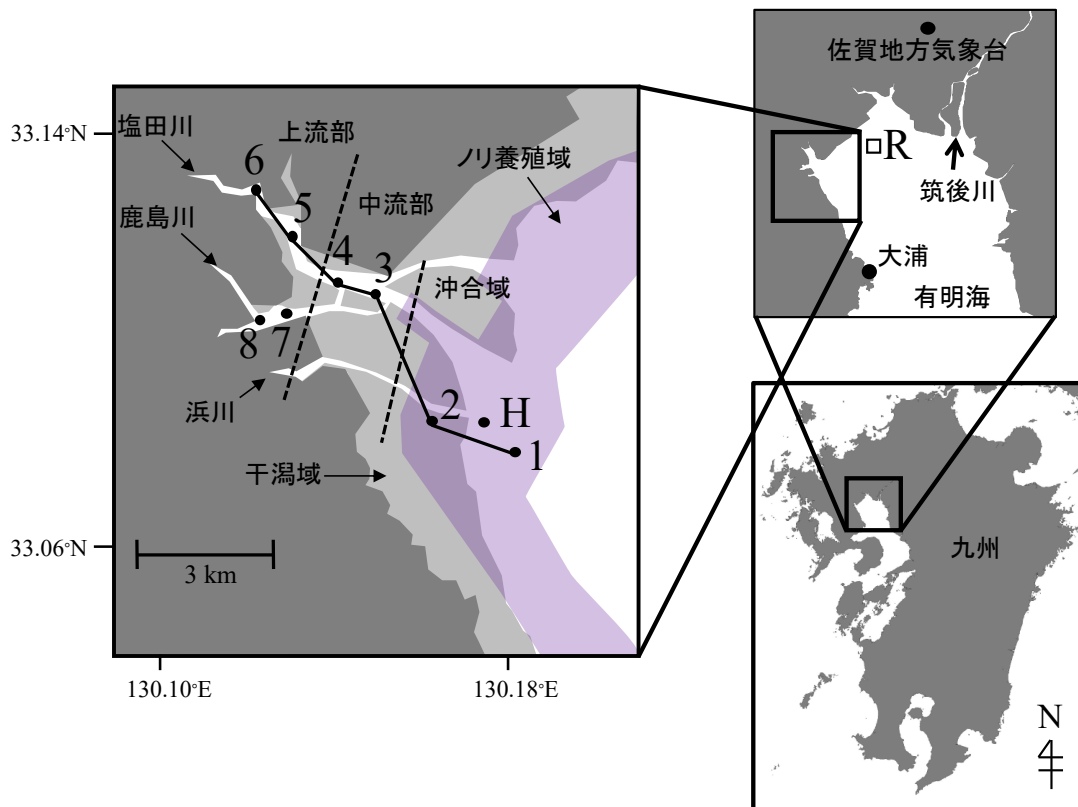 33.14°N
33.06°N
130.10°E
130.18°E
塩田川
上流部
6
ノリ養殖域
5
中流部
鹿島川
4
3
沖合域
8
7
浜川
2
H
1
干潟域
3 km
佐賀地方気象台
R
筑後川
大浦
有明海
九州
N